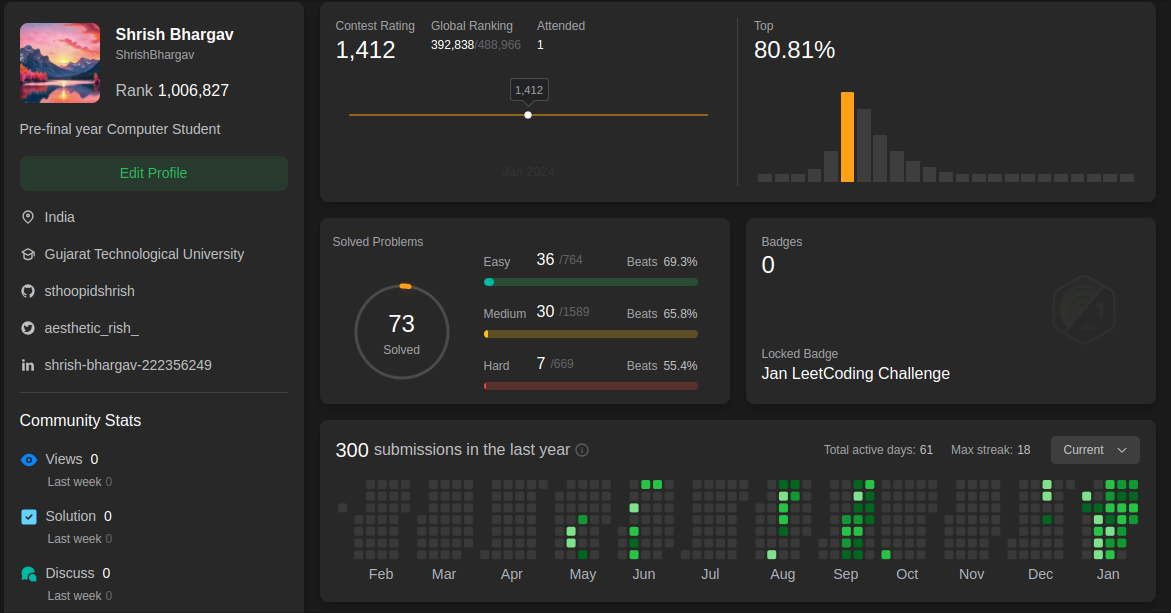 Shrish Bhargav
ShrishBhargav
Rank 1,006,827
Pre-final year Computer Student
Edit Profile
India
Gujarat Technological University
sthoopidshrish
aesthetic_rish_
shrish-bhargav-222356249
Community Stats
Views 0
Last week 0
Solution 0
Last week 0
Discuss 0
Last week 0
Contest Rating Global Ranking Attended
1,412 392,838/488,966 1
1,412
Jan 2024
Top
80.81%
Solved Problems
73
Solved
Easy 36 /764 Beats 69.3%
Medium 30 /1589 Beats 65.8%
Hard 7 /669 Beats 55.4%
Badges
0
1
JAN
Locked Badge
Jan LeetCoding Challenge
300 submissions in the last year Total active days: 61 Max streak: 18 Current
Feb Mar Apr May Jun Jul Aug Sep Oct Nov Dec Jan